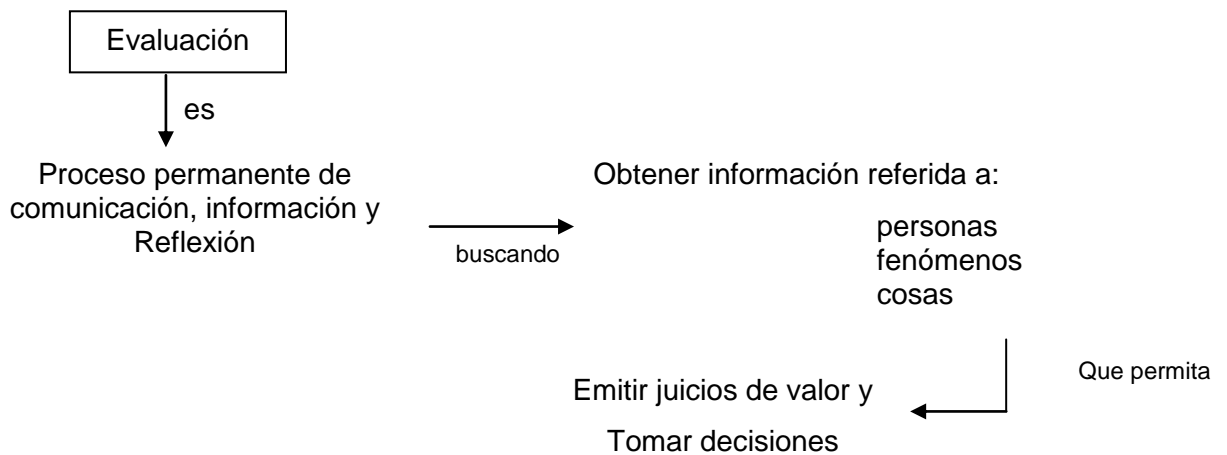 Evaluación
es
Proceso permanente de
comunicación, información y
Reflexión
buscando
Obtener información referida a:
personas
fenómenos
cosas
Que permita
Emitir juicios de valor y
Tomar decisiones